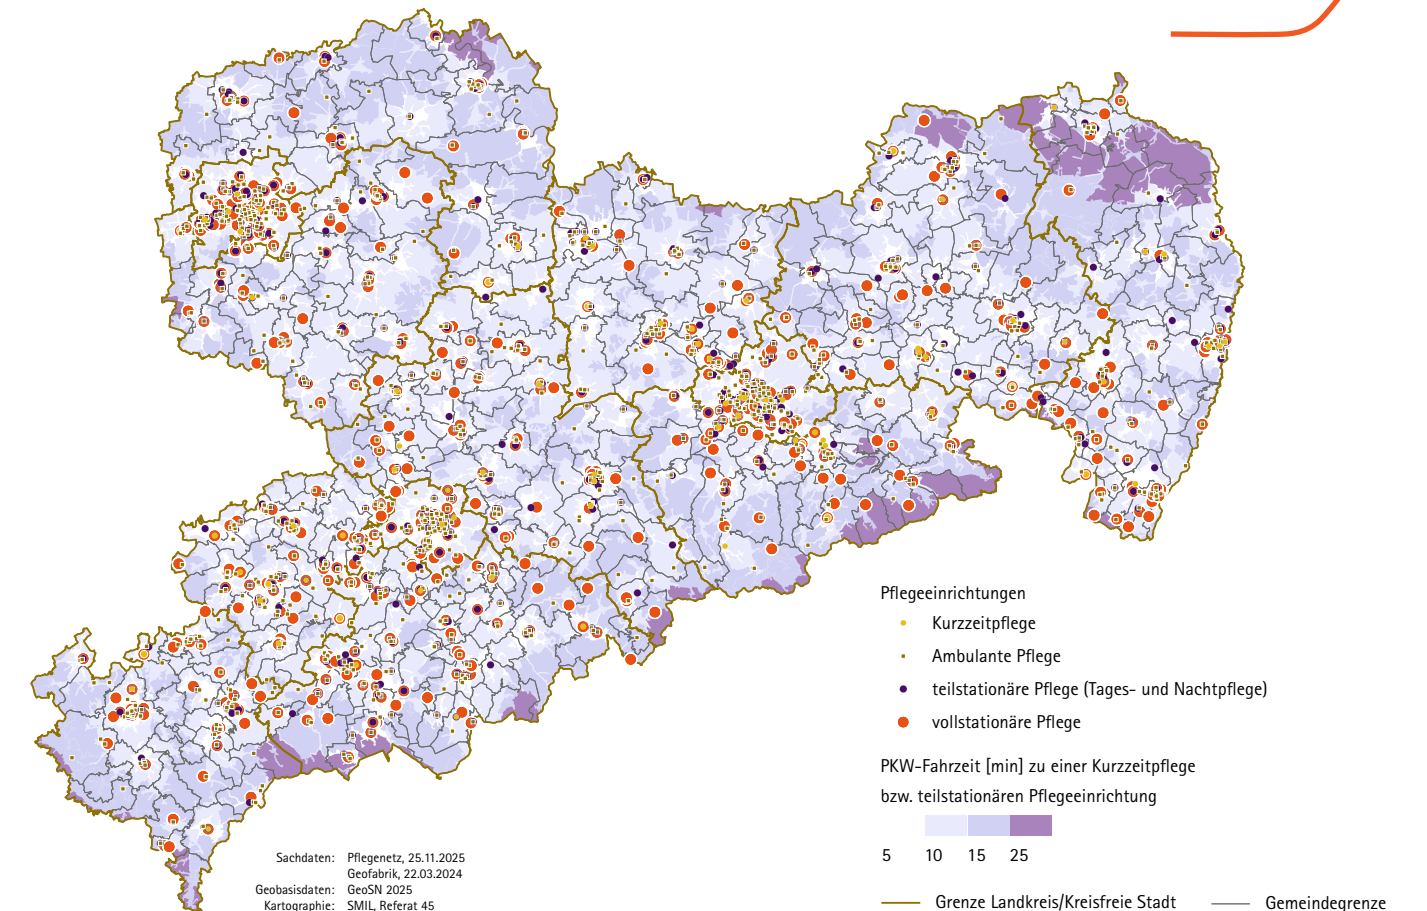 Pflegeeinrichtungen
Kurzzeitpflege
Ambulante Pflege
teilstationäre Pflege (Tages- und Nachtpflege)
vollstationäre Pflege
PKW-Fahrzeit [min] zu einer Kurzzeitpflege
bzw. teilstationären Pflegeeinrichtung
5 10 15 25
Grenze Landkreis/Kreisfreie Stadt
Gemeindegrenze
Sachdaten: Pflegenetz, 25.11.2025
Geofabrik, 22.03.2024
Geobasisdaten: GeoSN 2025
Kartographie: SMIL, Referat 45